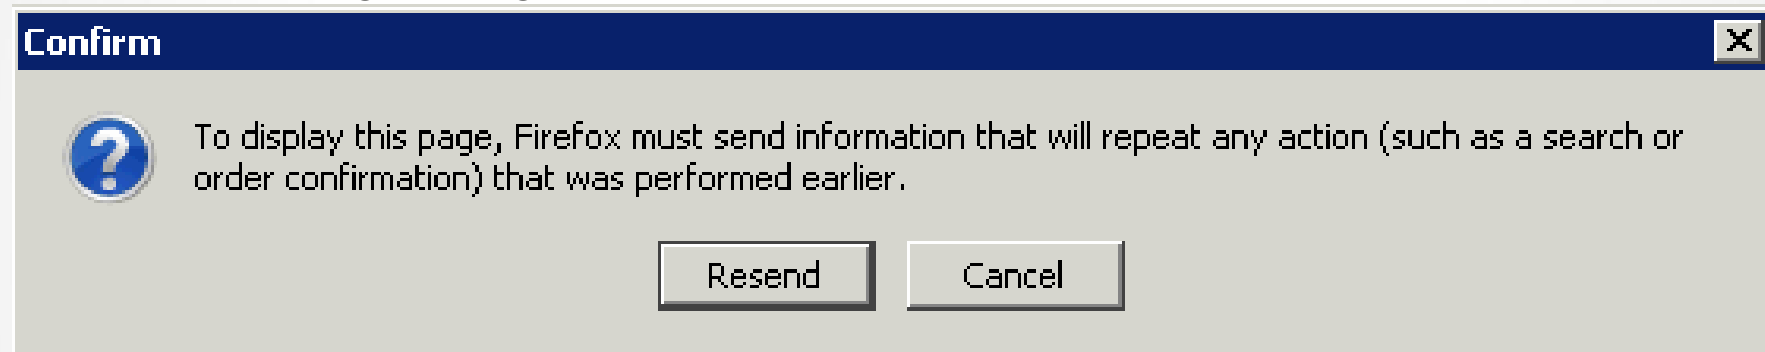 Confirm
To display this page, Firefox must send information that will repeat any action (such as a search or
order confirmation) that was performed earlier.
Resend
Cancel